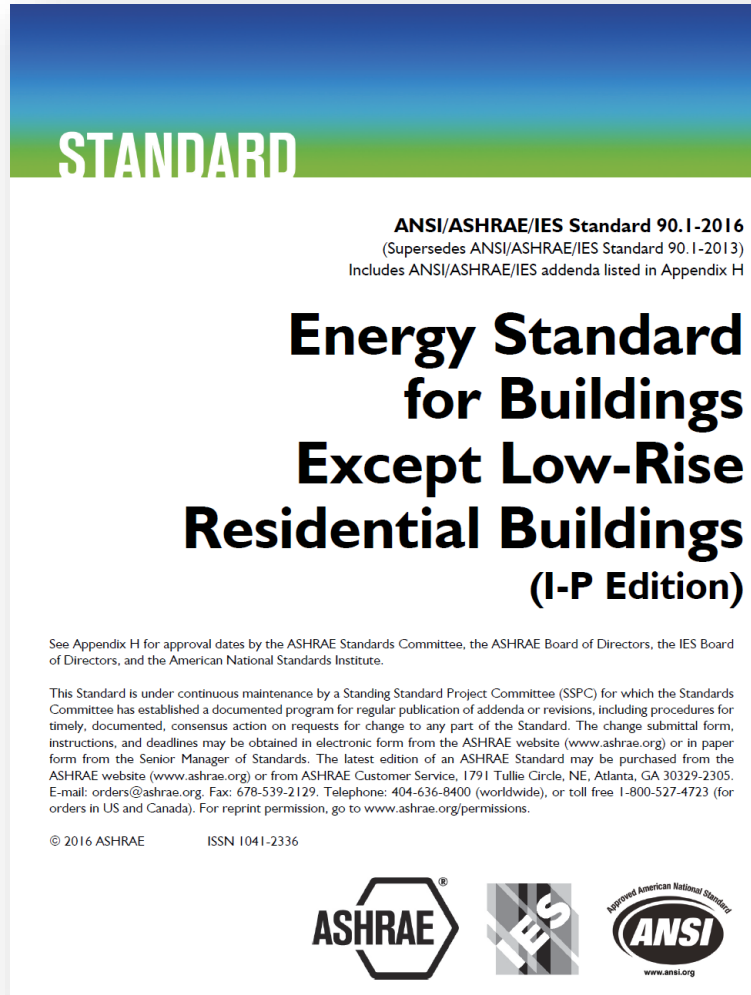 STANDARD
ANSI/ASHRAE/IES Standard 90.1-2016
(Supersedes ANSI/ASHRAE/IES Standard 90.1-2013)
Includes ANSI/ASHRAE/IES addenda listed in Appendix H
Energy Standard
for Buildings
Except Low-Rise
Residential Buildings
(I-P Edition)
See Appendix H for approval dates by the ASHRAE Standards Committee, the ASHRAE Board of Directors, the IES Board
of Directors, and the American National Standards Institute.
This Standard is under continuous maintenance by a Standing Standard Project Committee (SSPC) for which the Standards
Committee has established a documented program for regular publication of addenda or revisions, including procedures for
timely, documented, consensus action on requests for change to any part of the Standard. The change submittal form,
instructions, and deadlines may be obtained in electronic form from the ASHRAE website (www.ashrae.org) or in paper
form from the Senior Manager of Standards. The latest edition of an ASHRAE Standard may be purchased from the
ASHRAE website (www.ashrae.org) or from ASHRAE Customer Service, 1791 Tullie Circle, NE, Atlanta, GA 30329-2305.
E-mail: orders@ashrae.org. Fax: 678-539-2129. Telephone: 404-636-8400 (worldwide), or toll free 1-800-527-4723 (for
orders in US and Canada). For reprint permission, go to www.ashrae.org/permissions.
© 2016 ASHRAE ISSN 1041-2336
ASHRAE®
IES
Approved American National Standard
ANSI
www.ansi.org